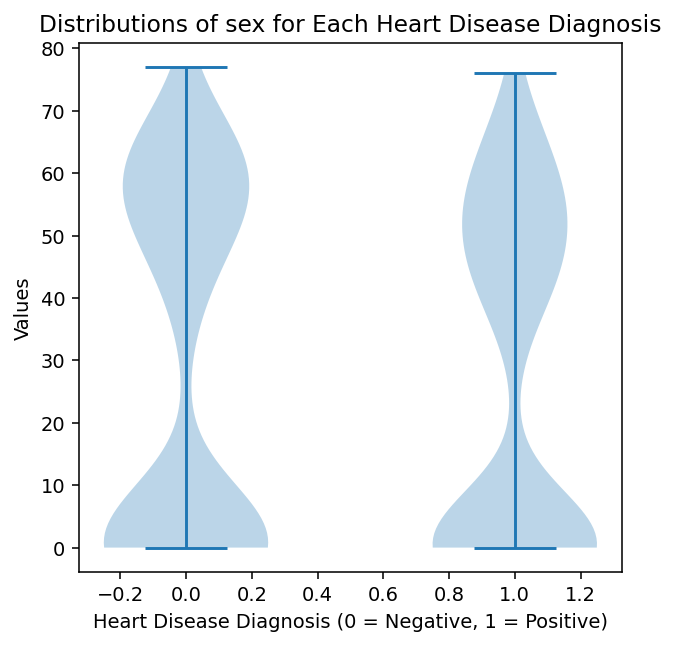 Distributions of sex for Each Heart Disease Diagnosis
80
70
60
50
40
30
20
10
0
Values
−0.2 0.0 0.2 0.4 0.6 0.8 1.0 1.2
Heart Disease Diagnosis (0 = Negative, 1 = Positive)